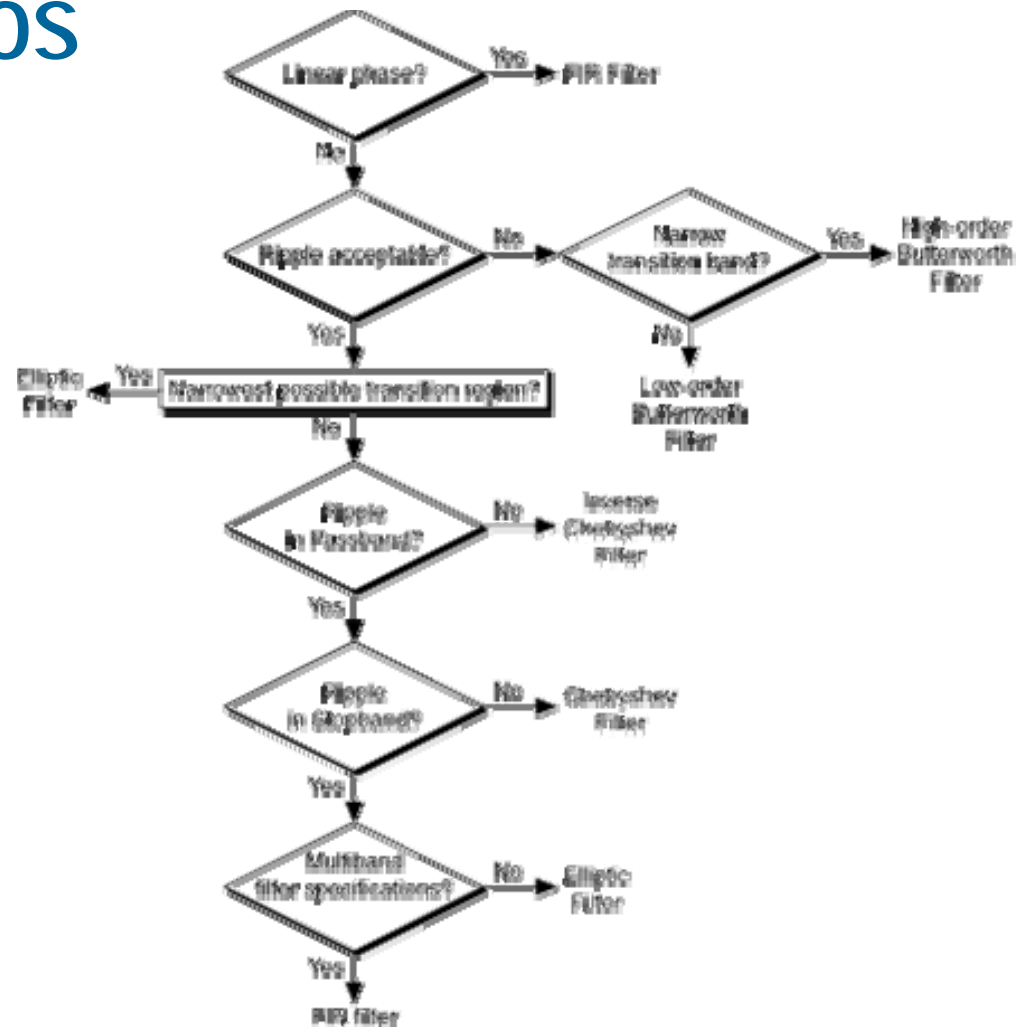 os
Linear phase?
Yes
FIR Filter
No
Ripple acceptable?
No
Narrow
transition band?
Yes
High-order
Butterworth
Filter
Yes
No
Low-order
Butterworth
Filter
Elliptic
Filter
Yes
Narrowest possible transition region?
No
Ripple
in Passband?
No
Inverse
Chebyshev
Filter
Yes
Ripple
in Stopband?
No
Chebyshev
Filter
Yes
Multiband
filter specifications?
No
Elliptic
Filter
Yes
FIR filter